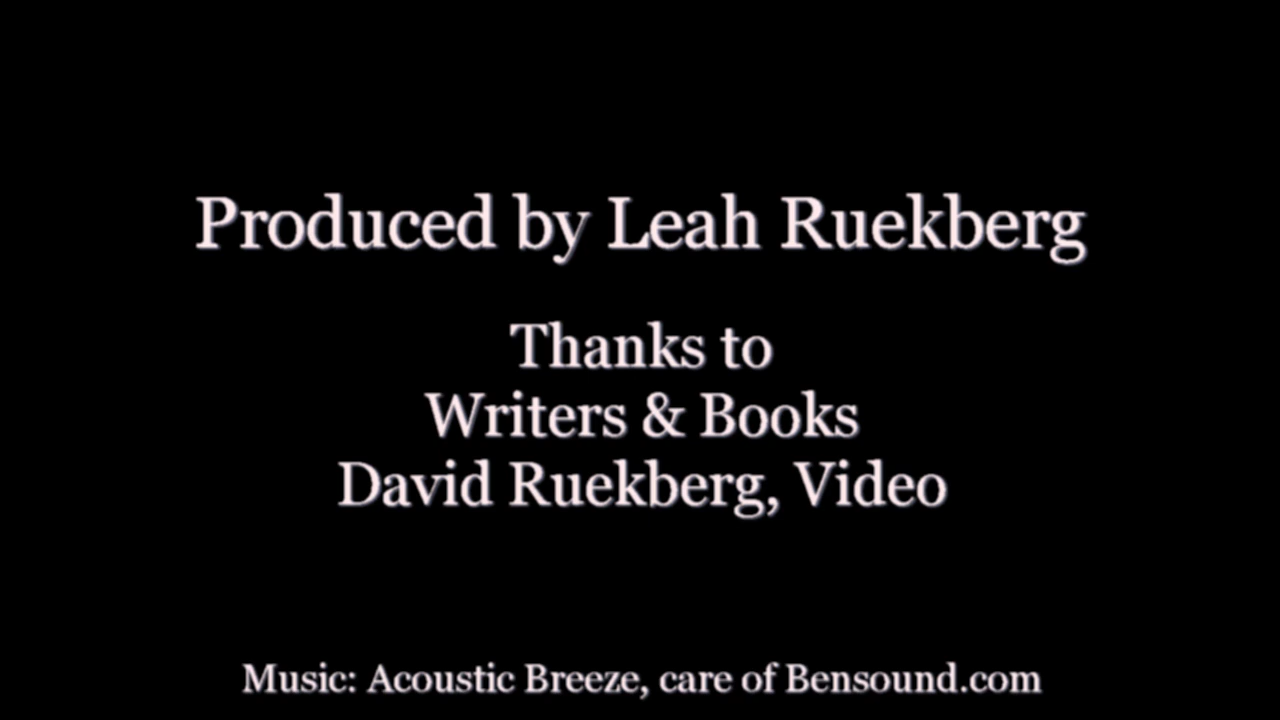 Produced by Leah Ruekberg
Thanks to
Writers & Books
David Ruekberg, Video
Music: Acoustic Breeze, care of Bensound.com